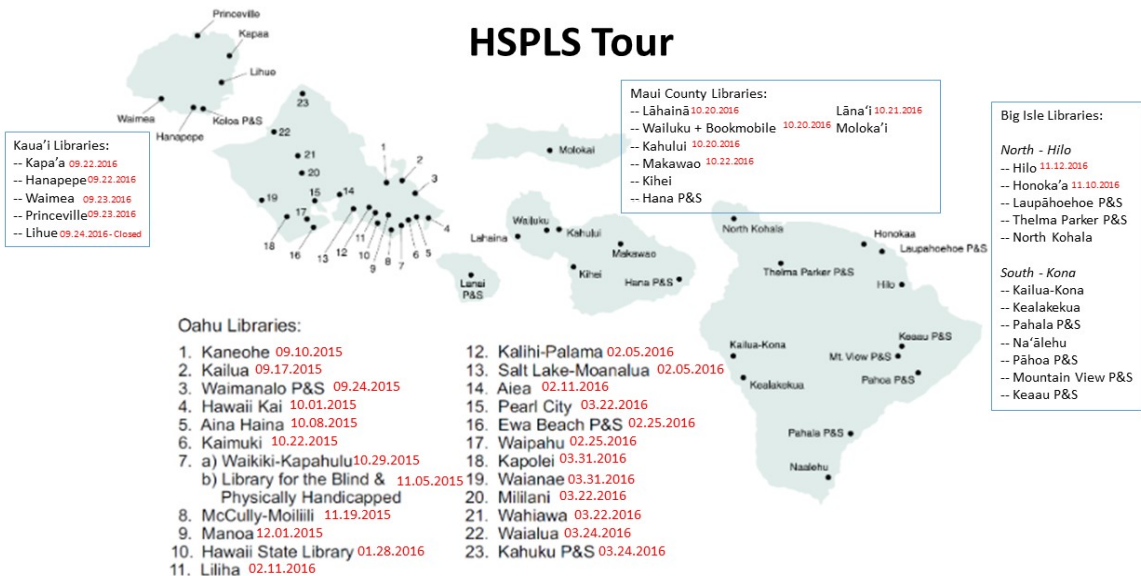 HSPLS Tour
Princeville
Kapaa
Lihue
Koloa P&S
Hanapepe
Waimea
Kaua'i Libraries:
-- Kapa'a 09.22.2016
-- Hanapepe 09.22.2016
-- Waimea 09.23.2016
-- Princeville 09.23.2016
-- Lihue 09.24.2016 - Closed
23
22
21
20
19
18
17
16
15
14
13
12
11
10
9
8
7
6
5
4
3
2
1
Maui County Libraries:
-- Lāhainā 10.20.2016 Lāna‘i 10.21.2016
-- Wailuku + Bookmobile 10.20.2016 Moloka'i
-- Kahului 10.20.2016
-- Makawao 10.22.2016
-- Kihei
-- Hana P&S
Molokai
Lanai
P&S
Wailuku
Kahului
Lahaina
Makawao
Kihei
Hana P&S
North Kohala
Honokaa
Laupahoehoe P&S
Thelma Parker P&S
Hilo
Keaau P&S
Kailua-Kona
Mt. View P&S
Kealakekua
Pahoa P&S
Pahala P&S
Naalehu
Big Isle Libraries:
North - Hilo
-- Hilo 11.12.2016
-- Honoka'a 11.10.2016
-- Laupāhoehoe P&S
-- Thelma Parker P&S
-- North Kohala
South - Kona
-- Kailua-Kona
-- Kealakekua
-- Pahala P&S
-- Na‘ālehu
-- Pāhoa P&S
-- Mountain View P&S
-- Keaau P&S
Oahu Libraries:
1. Kaneohe 09.10.2015
2. Kailua 09.17.2015
3. Waimanalo P&S 09.24.2015
4. Hawaii Kai 10.01.2015
5. Aina Haina 10.08.2015
6. Kaimuki 10.22.2015
7. a) Waikiki-Kapahulu 10.29.2015
b) Library for the Blind & 11.05.2015
Physically Handicapped
8. McCully-Moiliili 11.19.2015
9. Manoa 12.01.2015
10. Hawaii State Library 01.28.2016
11. Liliha 02.11.2016
12. Kalihi-Palama 02.05.2016
13. Salt Lake-Moanalua 02.05.2016
14. Aiea 02.11.2016
15. Pearl City 03.22.2016
16. Ewa Beach P&S 02.25.2016
17. Waipahu 02.25.2016
18. Kapolei 03.31.2016
19. Waianae 03.31.2016
20. Mililani 03.22.2016
21. Wahiawa 03.22.2016
22. Waialua 03.24.2016
23. Kahuku P&S 03.24.2016